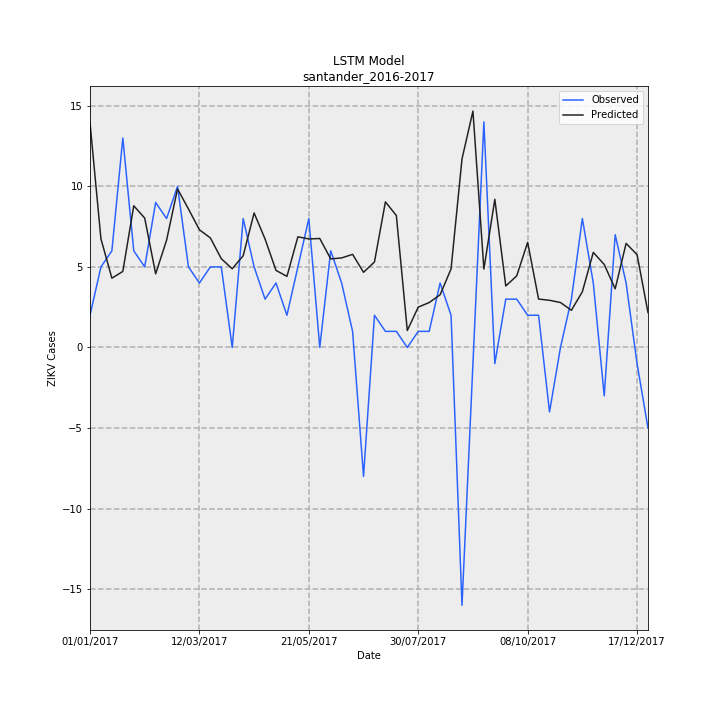 LSTM Model
santander_2016-2017
Observed
Predicted
15
10
5
0
−5
−10
−15
ZIKV Cases
01/01/2017
12/03/2017
21/05/2017
30/07/2017
08/10/2017
17/12/2017
Date